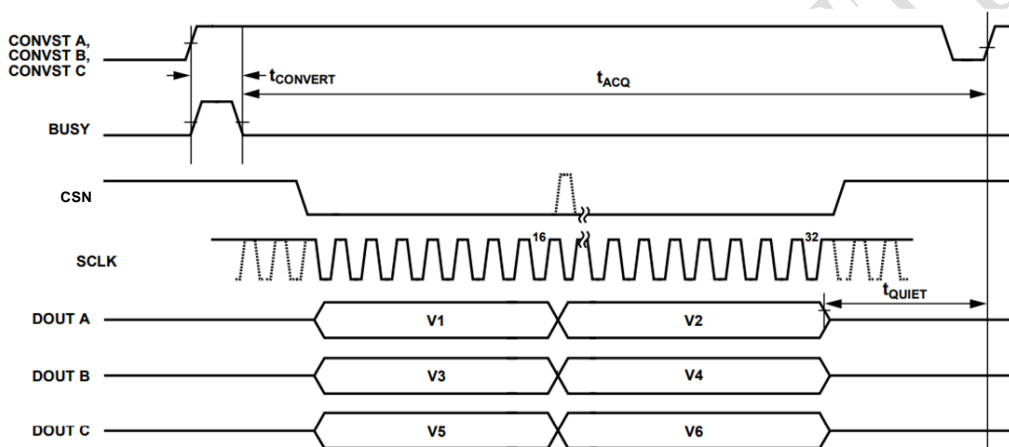 CONVST A,
CONVST B,
CONVST C
tCONVERT
tACQ
BUSY
CSN
SCLK
16
32
tQUIET
DOUT A
V1
V2
DOUT B
V3
V4
DOUT C
V5
V6